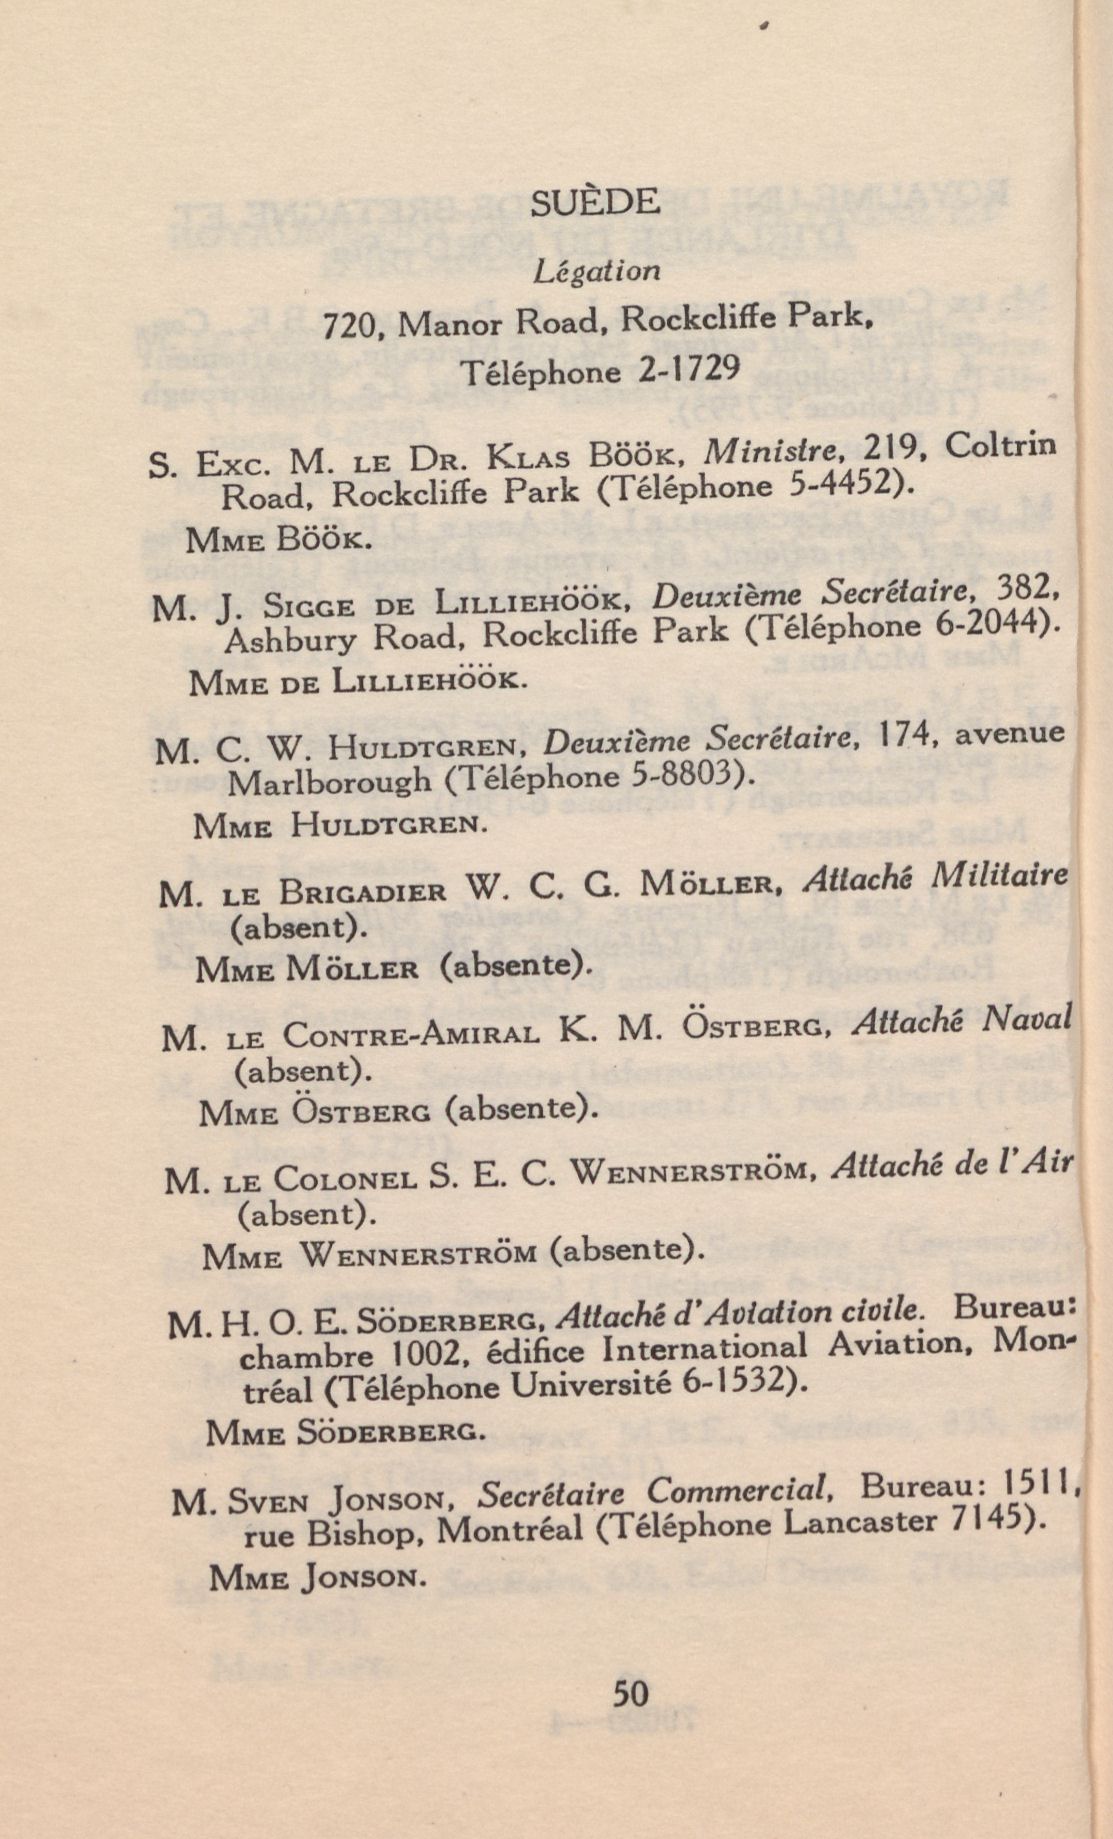 SUÈDE
Légation
720, Manor Road, Rockcliffe Park,
Téléphone 2-1729
S. Exc. M. le Dr. Klas Böök, Ministre, 219, Coltrin
Road, Rockcliffe Park (Téléphone 5-4452).
Mme Böök.
M. J. Sigge de Lilliehöök, Deuxième Secrétaire, 382,
Ashbury Road, Rockcliffe Park (Téléphone 6-2044).
Mme de Lilliehöök.
M. C. W. Huldtgren, Deuxième Secrétaire, 174, avenue
Marlborough (Téléphone 5-8803).
Mme Huldtgren.
M. le Brigadier W. C. G. Möller, Attaché Militaire
(absent).
Mme Möller (absente).
M. le Contre-Amiral K. M. Östberg, Attaché Naval
(absent).
Mme Östberg (absente).
M. le Colonel S. E. C. Wennerström, Attaché de l'Air
(absent).
Mme Wennerström (absente).
M. H. O. E. Söderberg, Attaché d'Aviation civile. Bureau:
chambre 1002, édifice International Aviation, Mon-
tréal (Téléphone Université 6-1532).
Mme Söderberg.
M. Sven Jonson, Secrétaire Commercial, Bureau: 1511,
rue Bishop, Montréal (Téléphone Lancaster 7145).
Mme Jonson.
50